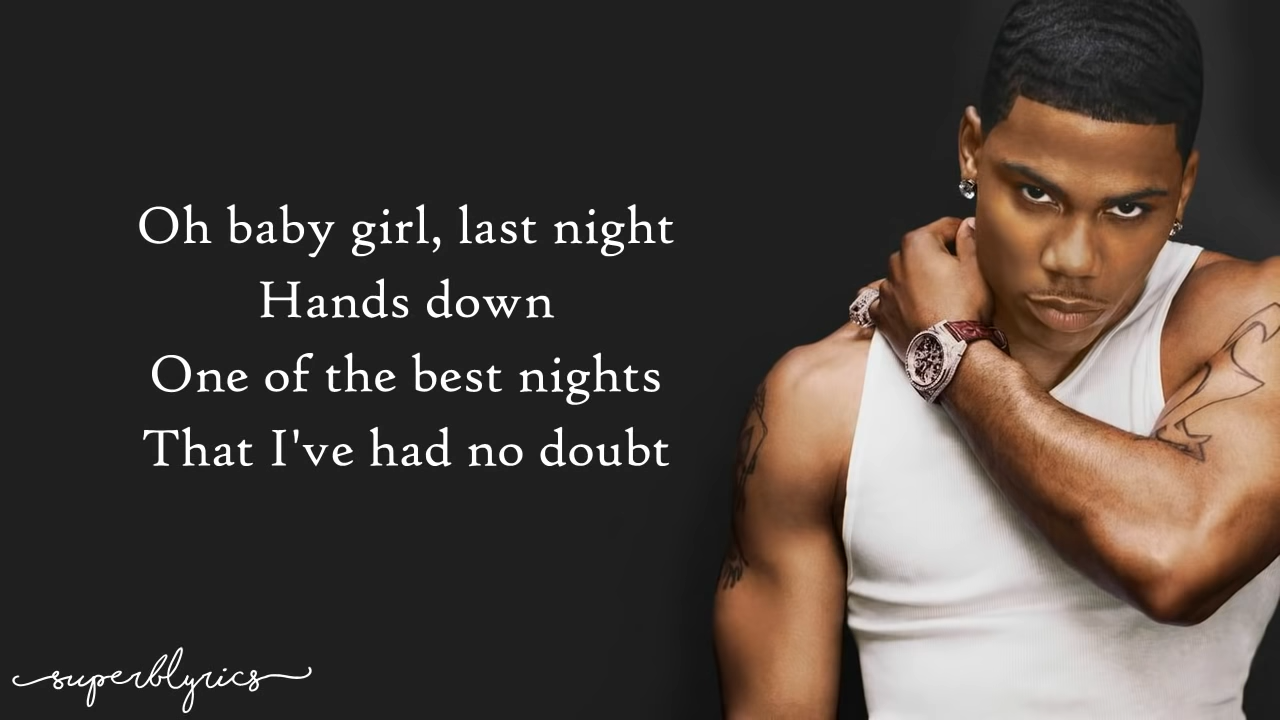 Oh baby girl, last night
Hands down
One of the best nights
That I've had no doubt
superblyrics